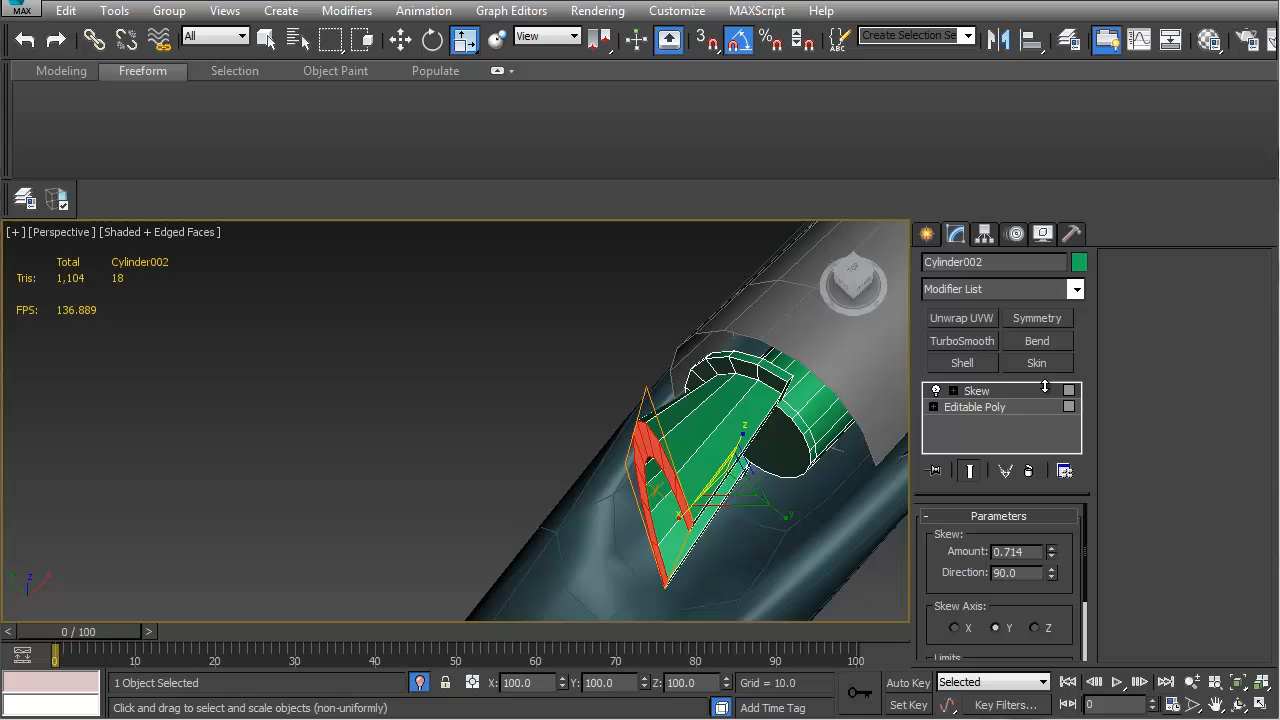 MAX Edit Tools Group Views Create Modifiers Animation Graph Editors Rendering Customize MAXScript Help
All View 3 % ABC Create Selection Se
Modeling Freeform Selection Object Paint Populate
[+] [Perspective] [Shaded + Edged Faces]
Total Cylinder002
Tris: 1,104 18
FPS: 136.889
TOP
z
x y
z x
Cylinder002
Modifier List
Unwrap UVW Symmetry
TurboSmooth Bend
Shell Skin
Skew
Editable Poly
- Parameters
Skew:
Amount: 0.714
Direction: 90.0
Skew Axis:
X Y Z
Limits
< 0 / 100 >
0 10 20 30 40 50 60 70 80 90 100
1 Object Selected X: 100.0 Y: 100.0 Z: 100.0 Grid = 10.0 Auto Key Selected
Click and drag to select and scale objects (non-uniformly) Add Time Tag Set Key Key Filters... 0